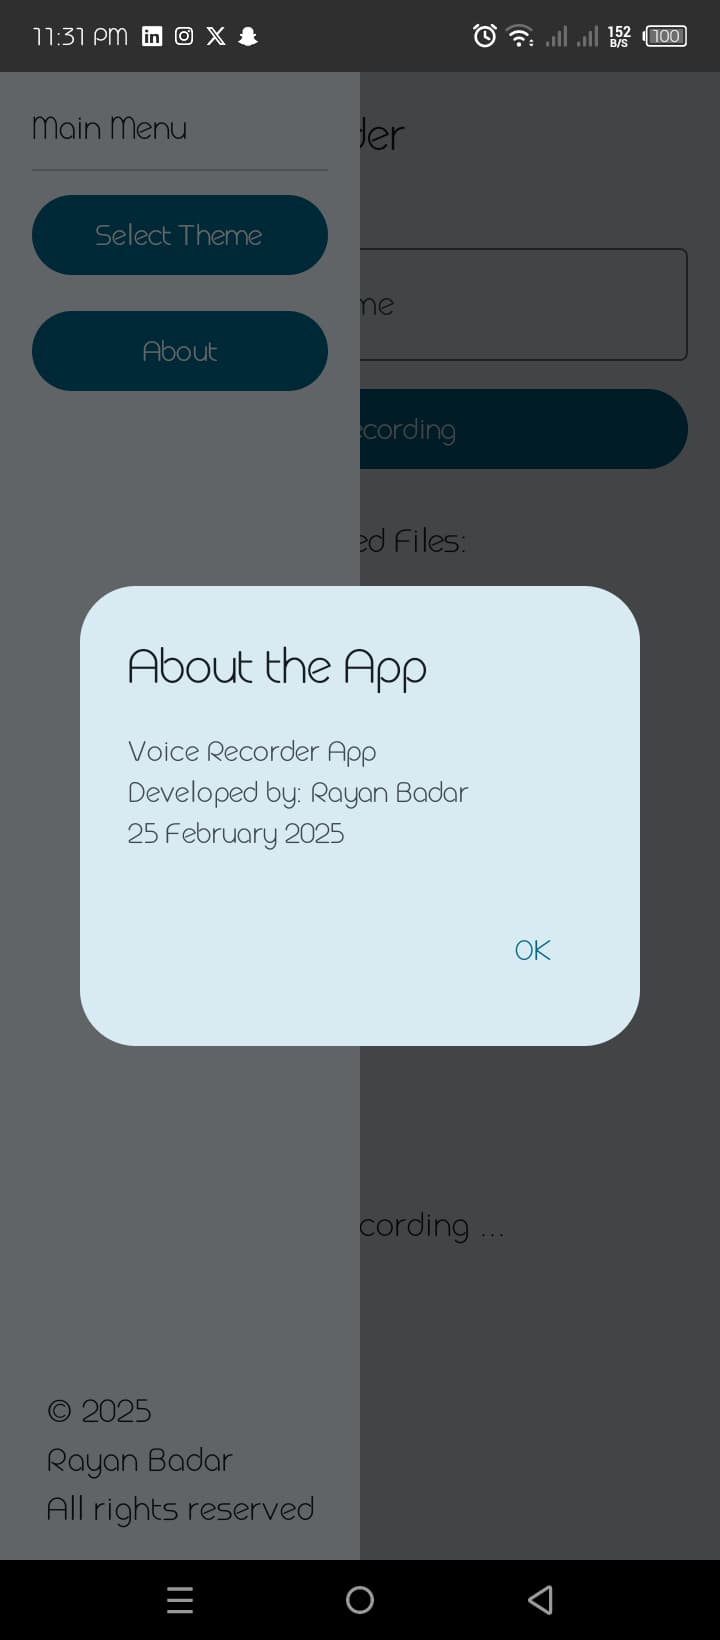 11:31 PM
152
B/S
100
Main Menu
der
Select Theme
me
About
ecording
ed Files:
About the App
Voice Recorder App
Developed by: Rayan Badar
25 February 2025
OK
cording ...
© 2025
Rayan Badar
All rights reserved